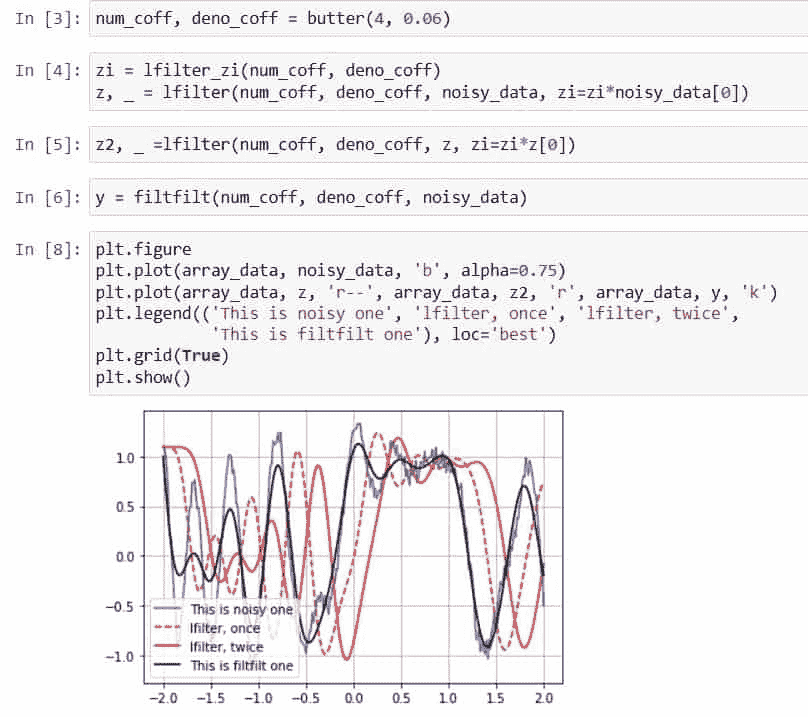 In [3]: num_coff, deno_coff = butter(4, 0.06)
In [4]: zi = lfilter_zi(num_coff, deno_coff)
z, _ = lfilter(num_coff, deno_coff, noisy_data, zi=zi*noisy_data[0])
In [5]: z2, _ =lfilter(num_coff, deno_coff, z, zi=zi*z[0])
In [6]: y = filtfilt(num_coff, deno_coff, noisy_data)
In [8]: plt.figure
plt.plot(array_data, noisy_data, 'b', alpha=0.75)
plt.plot(array_data, z, 'r--', array_data, z2, 'r', array_data, y, 'k')
plt.legend(('This is noisy one', 'lfilter, once', 'lfilter, twice',
'This is filtfilt one'), loc='best')
plt.grid(True)
plt.show()
1.0
0.5
0.0
−0.5
−1.0
This is noisy one
lfilter, once
lfilter, twice
This is filtfilt one
−2.0 −1.5 −1.0 −0.5 0.0 0.5 1.0 1.5 2.0